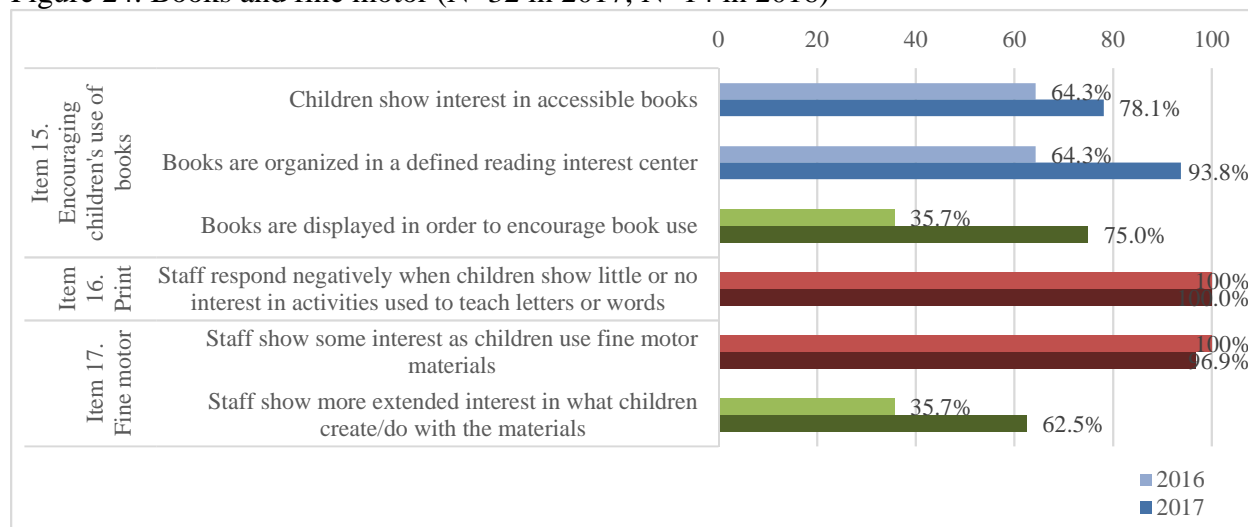 Figure 24. Books and fine motor (N=32 in 2017, N=14 in 2016)
0 20 40 60 80 100
Item 15.
Encouraging
children's use of
books
Children show interest in accessible books
64.3%
78.1%
Books are organized in a defined reading interest center
64.3%
93.8%
Books are displayed in order to encourage book use
35.7%
75.0%
Item
16.
Print
Staff respond negatively when children show little or no
interest in activities used to teach letters or words
100%
100.0%
Item 17.
Fine motor
Staff show some interest as children use fine motor
materials
100%
96.9%
Staff show more extended interest in what children
create/do with the materials
35.7%
62.5%
2016
2017